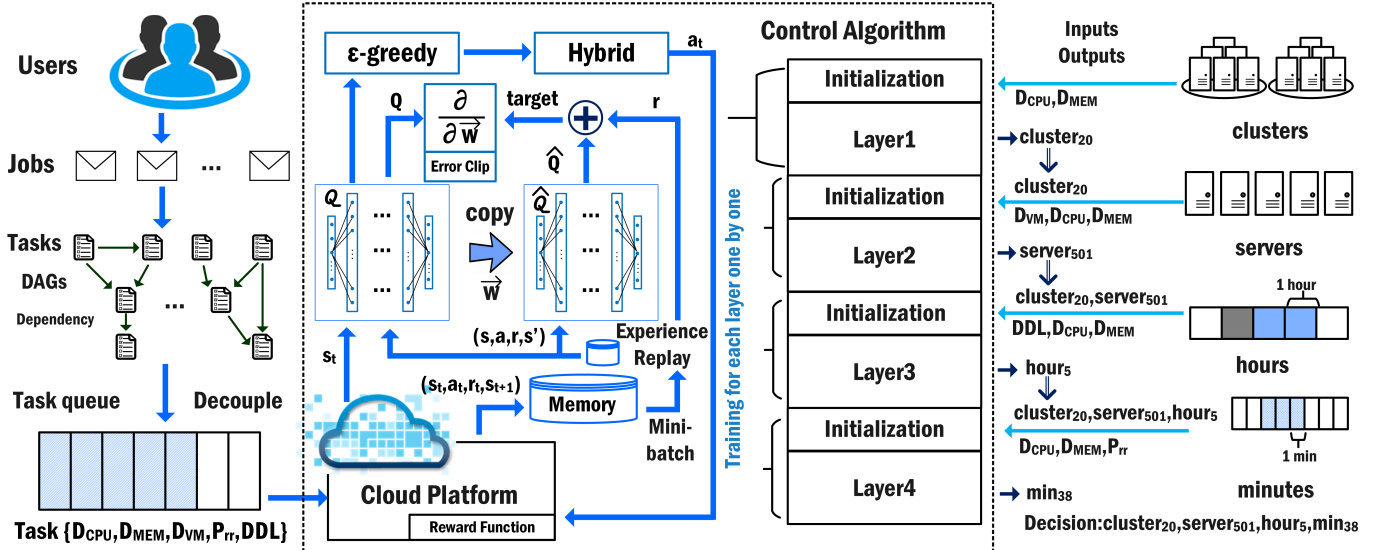 Users
Jobs
...
Tasks
DAGs
Dependency
...
Task queue
Decouple
Task {DCPU,DMEM,DVM,Prr,DDL}
ε-greedy
Hybrid
at
Q
∂
∂ w
Error Clip
target
+
r
Q̂
Q
...
...
...
copy
w
Q̂
...
...
...
st
(s,a,r,s')
Experience
Replay
(st,at,rt,st+1)
Memory
Mini-
batch
Cloud Platform
Reward Function
Training for each layer one by one
Control Algorithm
Initialization
Layer1
Initialization
Layer2
Initialization
Layer3
Initialization
Layer4
Inputs
Outputs
DCPU,DMEM
clusters
cluster20
cluster20
DVM,DCPU,DMEM
servers
server501
cluster20,server501
1 hour
DDL,DCPU,DMEM
hours
hour5
cluster20,server501,hour5
DCPU,DMEM,Prr
1 min
minutes
min38
Decision:cluster20,server501,hour5,min38